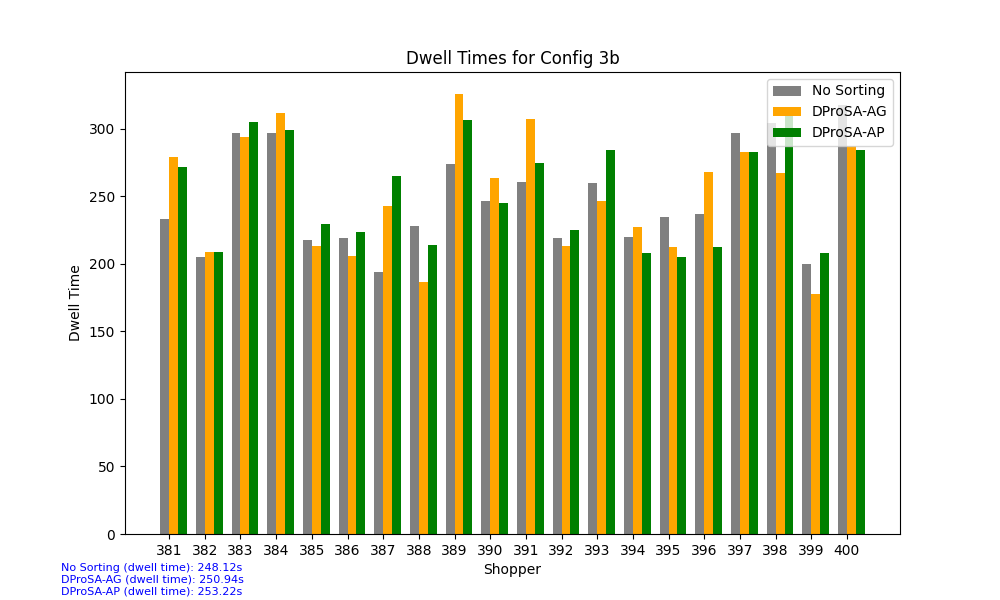 Dwell Times for Config 3b
No Sorting
DProSA-AG
DProSA-AP
300
250
200
150
100
50
0
Dwell Time
381 382 383 384 385 386 387 388 389 390 391 392 393 394 395 396 397 398 399 400
Shopper
No Sorting (dwell time): 248.12s
DProSA-AG (dwell time): 250.94s
DProSA-AP (dwell time): 253.22s